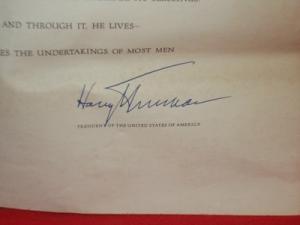 AND THROUGH IT, HE LIVES—
ES THE UNDERTAKINGS OF MOST MEN
Harry Truman
PRESIDENT OF THE UNITED STATES OF AMERICA